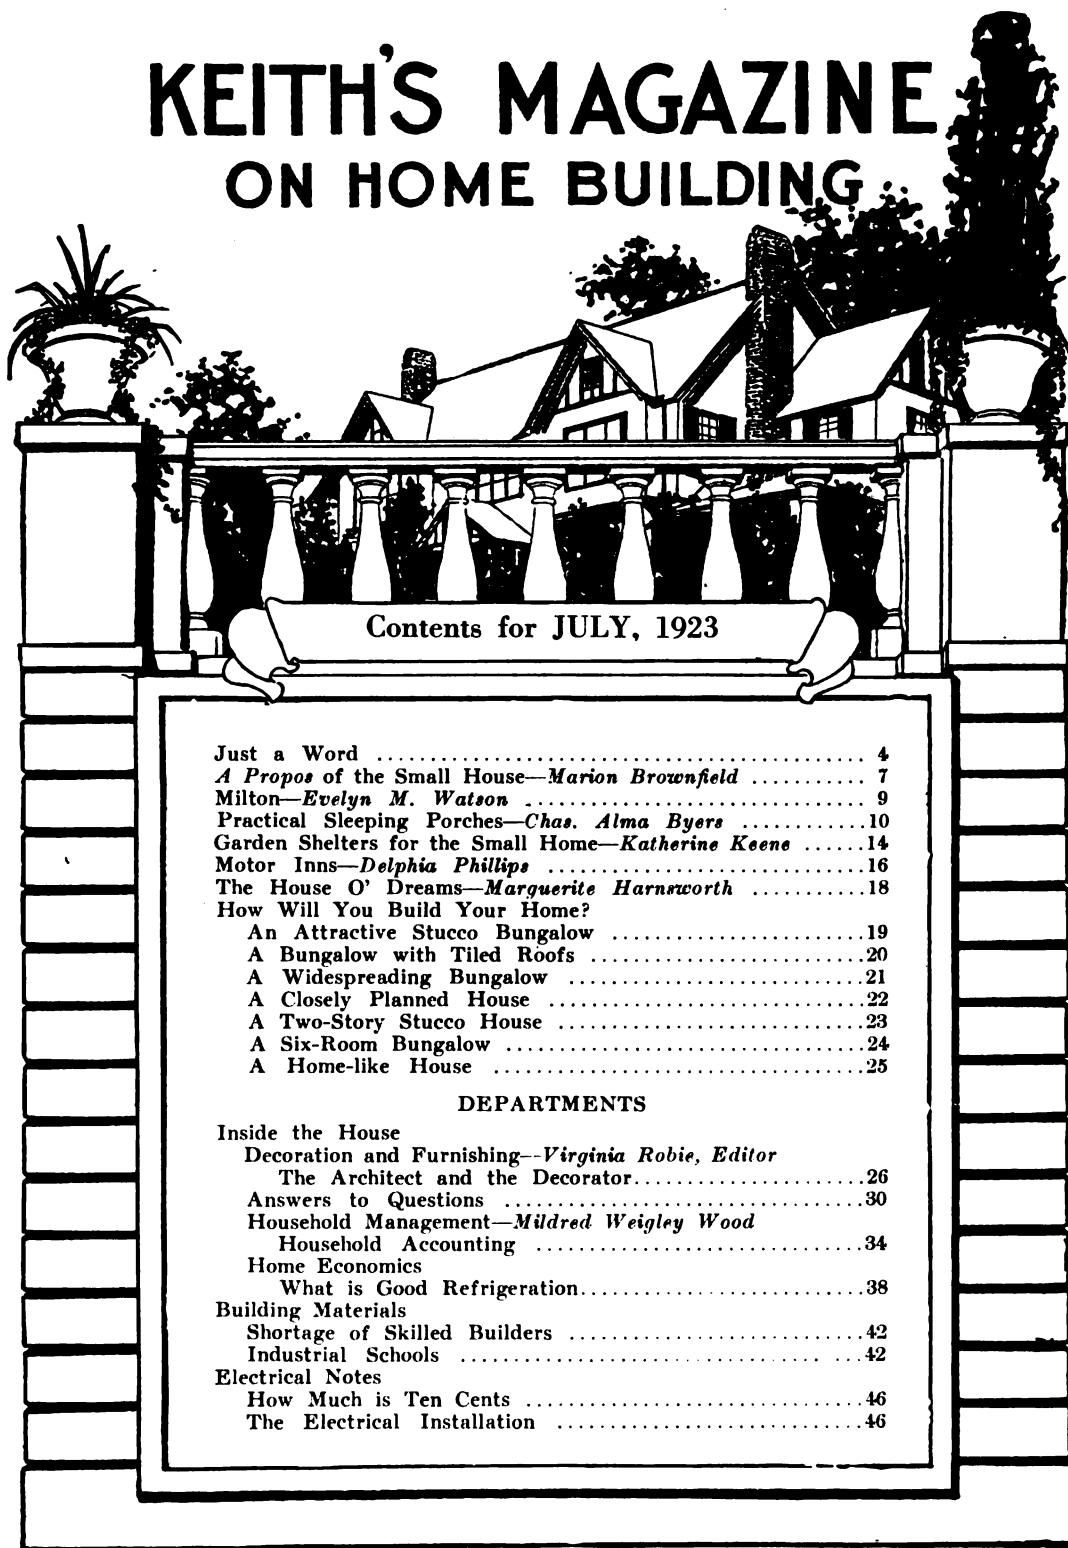 KEITH'S MAGAZINE
ON HOME BUILDING
Contents for JULY, 1923
Just a Word .............................................. 4
A Propos of the Small House—Marion Brownfield ........... 7
Milton—Evelyn M. Watson ................................ 9
Practical Sleeping Porches—Chas. Alma Byers ............ 10
Garden Shelters for the Small Home—Katherine Keene ...... 14
Motor Inns—Delphia Phillips .............................. 16
The House O' Dreams—Marguerite Harnsworth ........... 18
How Will You Build Your Home?
An Attractive Stucco Bungalow ........................ 19
A Bungalow with Tiled Roofs .......................... 20
A Widespreading Bungalow ............................ 21
A Closely Planned House .............................. 22
A Two-Story Stucco House ............................. 23
A Six-Room Bungalow .................................. 24
A Home-like House ................................... 25
DEPARTMENTS
Inside the House
Decoration and Furnishing--Virginia Robie, Editor
The Architect and the Decorator...................... 26
Answers to Questions .................................. 30
Household Management—Mildred Weigley Wood
Household Accounting ............................... 34
Home Economics
What is Good Refrigeration........................... 38
Building Materials
Shortage of Skilled Builders ............................ 42
Industrial Schools ...................................... 42
Electrical Notes
How Much is Ten Cents ................................ 46
The Electrical Installation ............................. 46